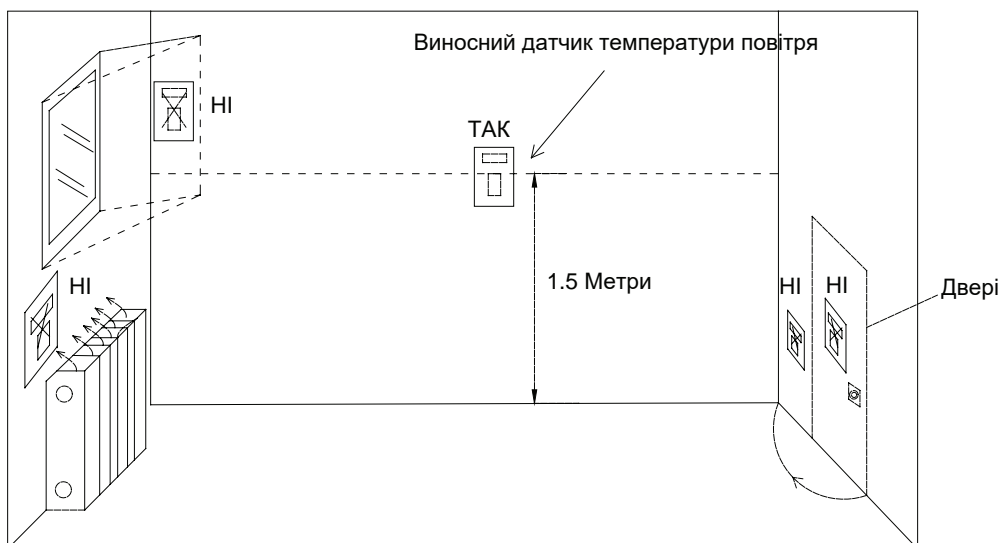 Виносний датчик температури повітря
НІ
ТАК
НІ
1.5 Метри
НІ
НІ
Двері